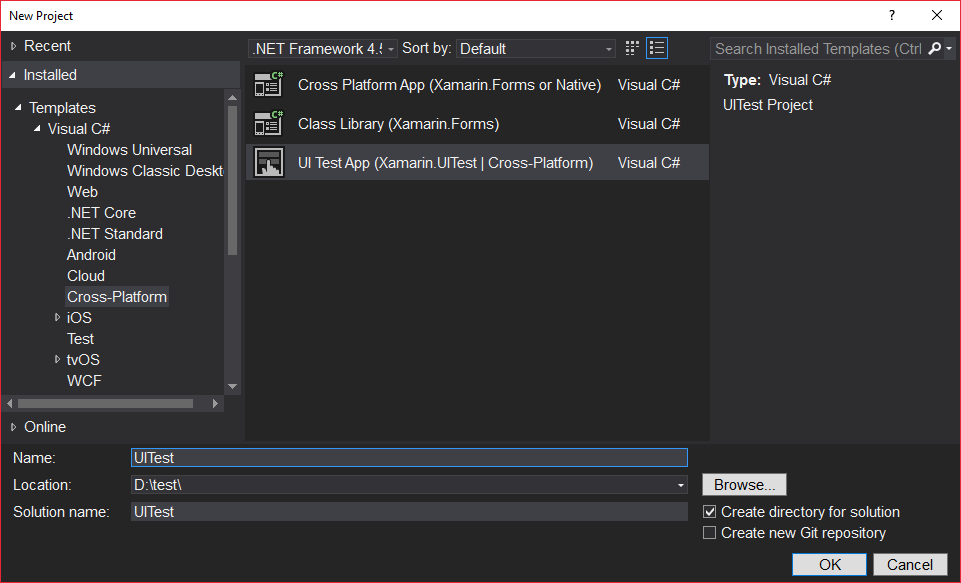 New Project
?
Recent
.NET Framework 4.5
Sort by: Default
Search Installed Templates (Ctrl
Installed
Templates
Visual C#
Windows Universal
Windows Classic Deskt
Web
.NET Core
.NET Standard
Android
Cloud
Cross-Platform
iOS
Test
tvOS
WCF
Online
C#
Cross Platform App (Xamarin.Forms or Native) Visual C#
C#
Class Library (Xamarin.Forms) Visual C#
UI Test App (Xamarin.UITest | Cross-Platform) Visual C#
Type: Visual C#
UITest Project
Name: UITest
Location: D:\test\
Browse...
Solution name: UITest
Create directory for solution
Create new Git repository
OK
Cancel